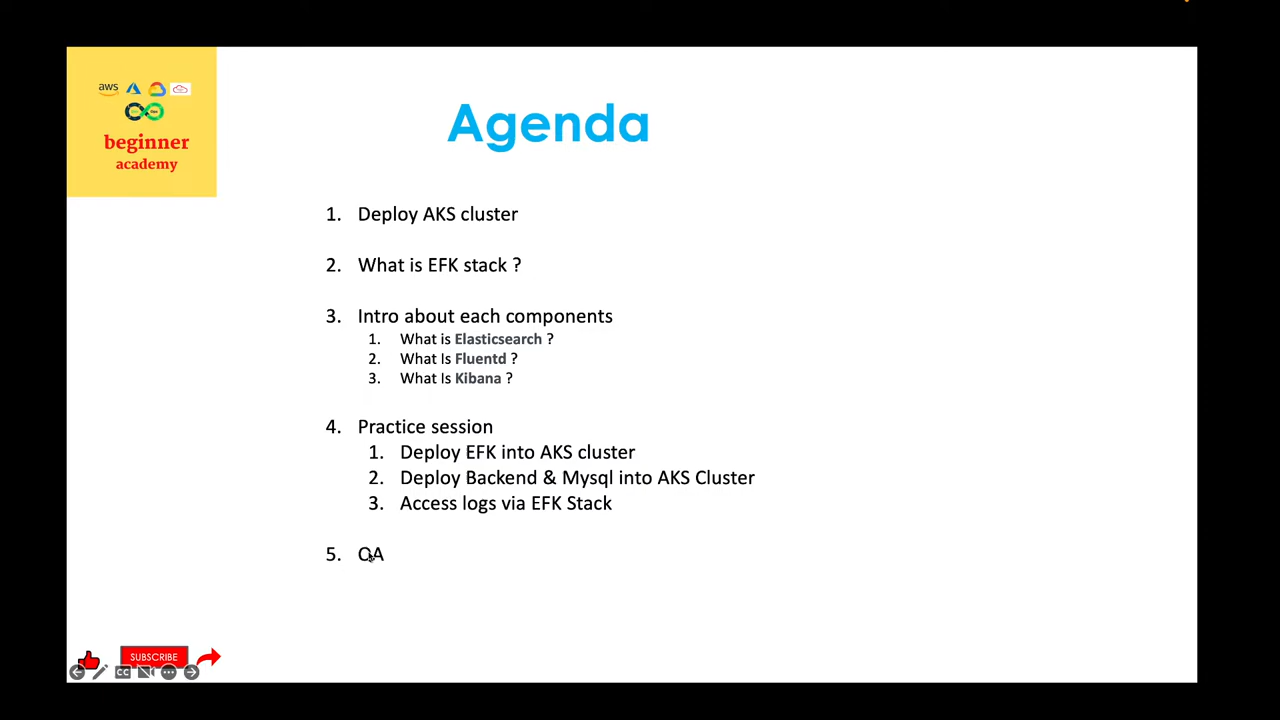 aws
beginner
academy
Agenda
1. Deploy AKS cluster
2. What is EFK stack ?
3. Intro about each components
1. What is Elasticsearch ?
2. What Is Fluentd ?
3. What Is Kibana ?
4. Practice session
1. Deploy EFK into AKS cluster
2. Deploy Backend & Mysql into AKS Cluster
3. Access logs via EFK Stack
5. QA
SUBSCRIBE
CC